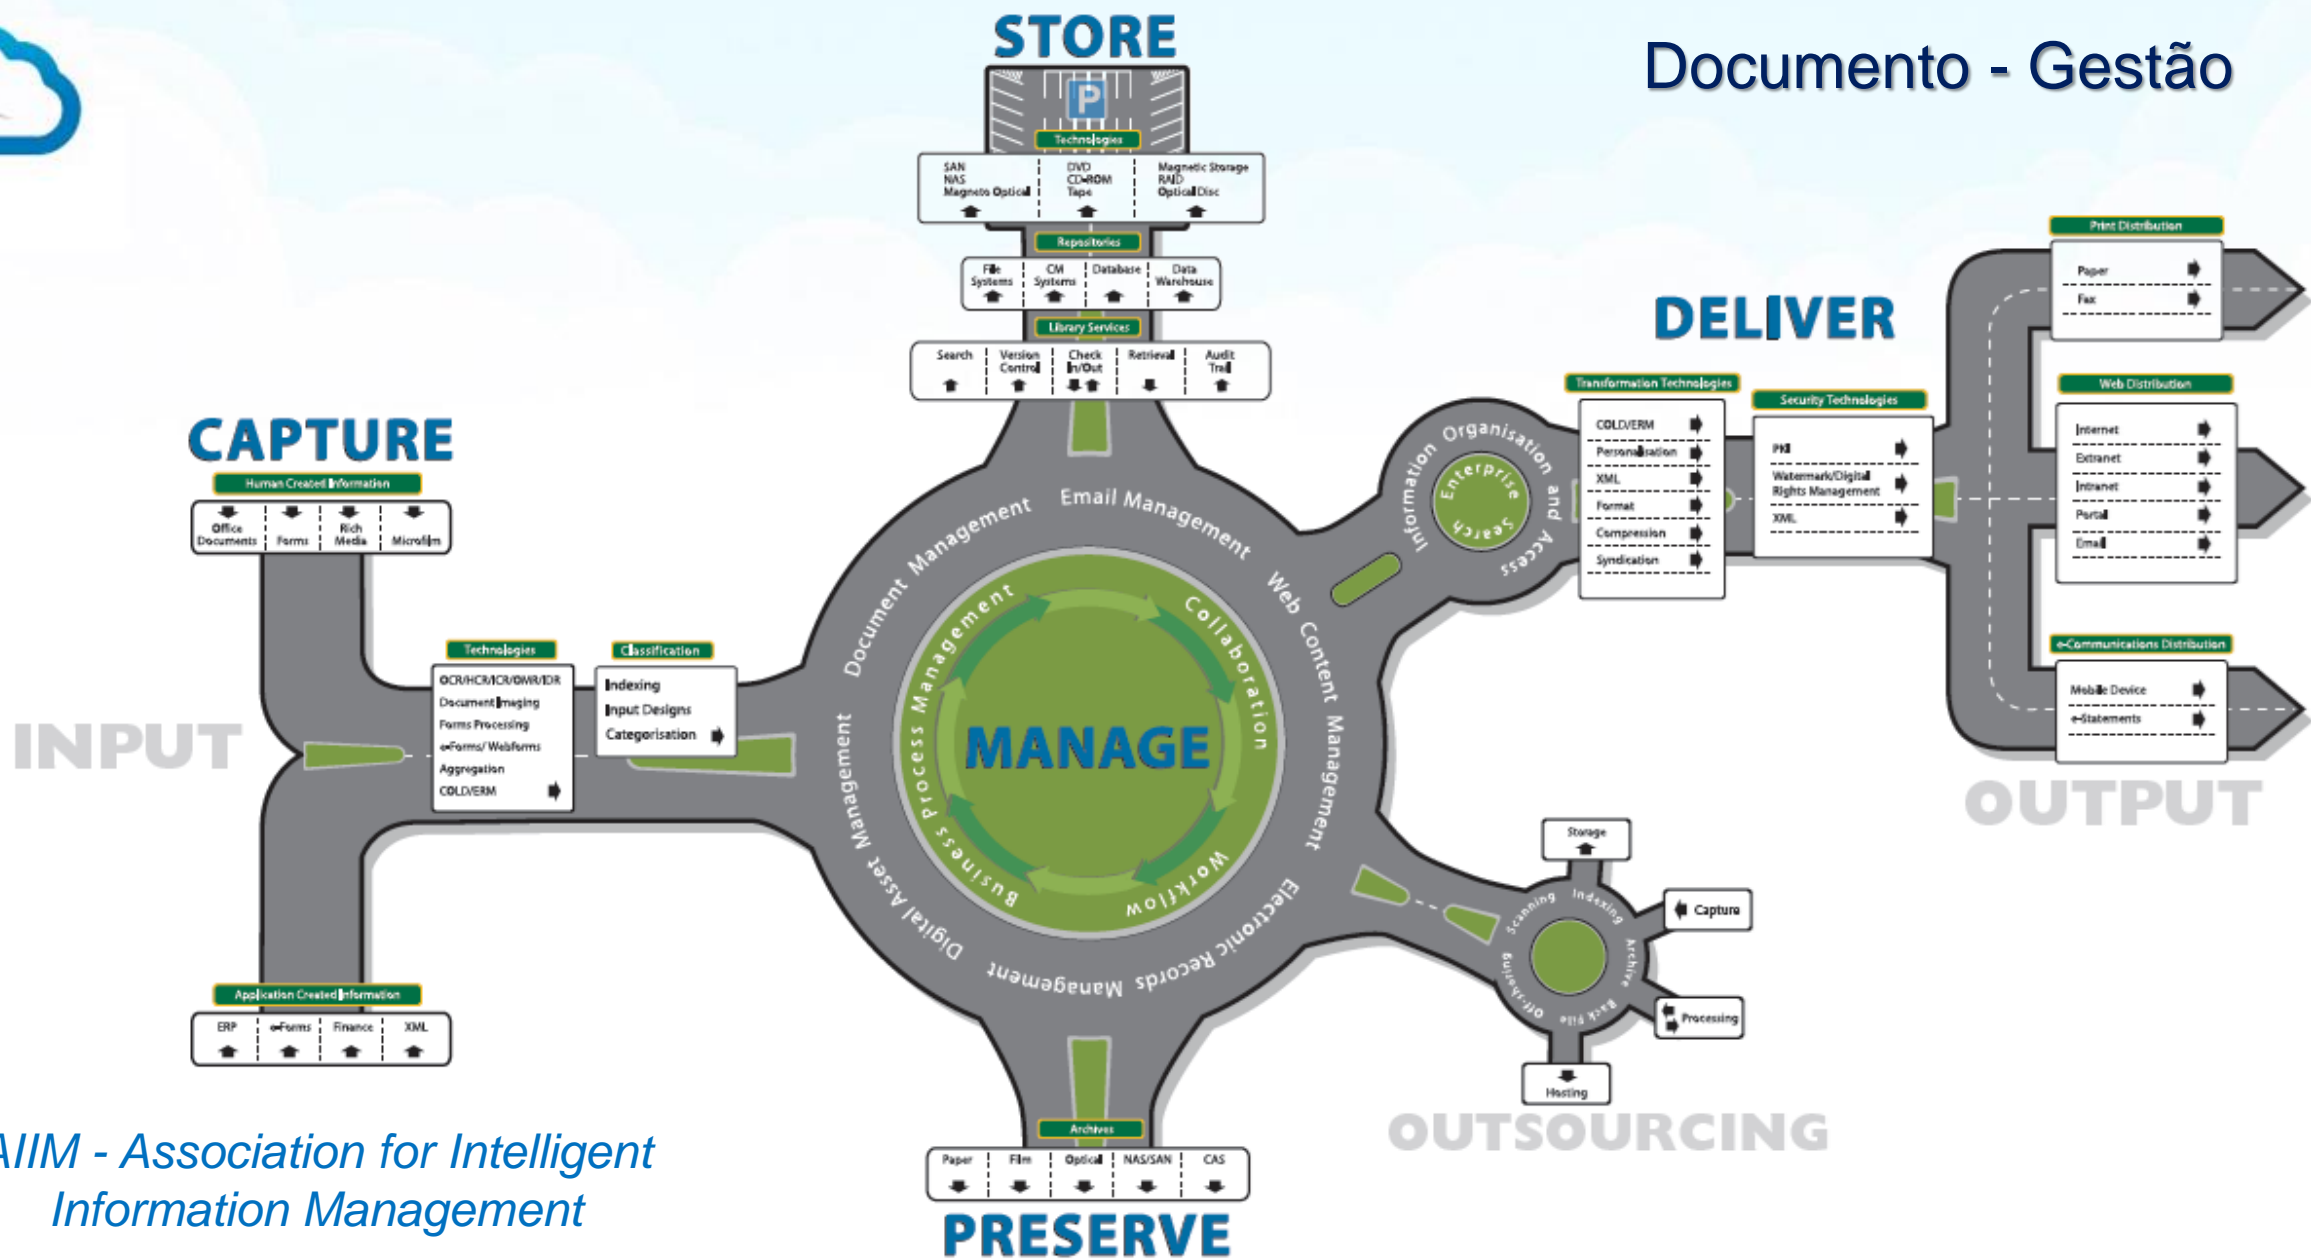 Documento - Gestão
STORE
P
Technologies
SAN
NAS
Magneto Optical
DVD
CD-ROM
Tape
Magnetic Storage
RAID
Optical Disc
Repositories
File
Systems
CM
Systems
Database
Data
Warehouse
Library Services
Search
Version
Control
Check
In/Out
Retrieval
Audit
Trail
CAPTURE
Human Created Information
Office
Documents
Forms
Rich
Media
Microfilm
INPUT
Technologies
OCR/HCR/ICR/OMR/IDR
Document Imaging
Forms Processing
e-Forms/ Webforms
Aggregation
COLD/ERM
Classification
Indexing
Input Designs
Categorisation
Application Created Information
ERP
e-Forms
Finance
XML
Document Management
Email Management
Web Content Management
Electronic Records Management
Digital Asset Management
Business Process Management
Collaboration
Workflow
MANAGE
Information Organisation and Access
Enterprise Search
DELIVER
Transformation Technologies
COLD/ERM
Personalisation
XML
Format
Compression
Syndication
Security Technologies
PKI
Watermark/Digital
Rights Management
XML
Print Distribution
Paper
Fax
Web Distribution
Internet
Extranet
Intranet
Portal
Email
e-Communications Distribution
Mobile Device
e-Statements
OUTPUT
Storage
Capture
Processing
Hosting
Scanning
Indexing
Archive
Back File
Off-shoring
OUTSOURCING
Archives
Paper
Film
Optical
NAS/SAN
CAS
PRESERVE
AIIM - Association for Intelligent
Information Management